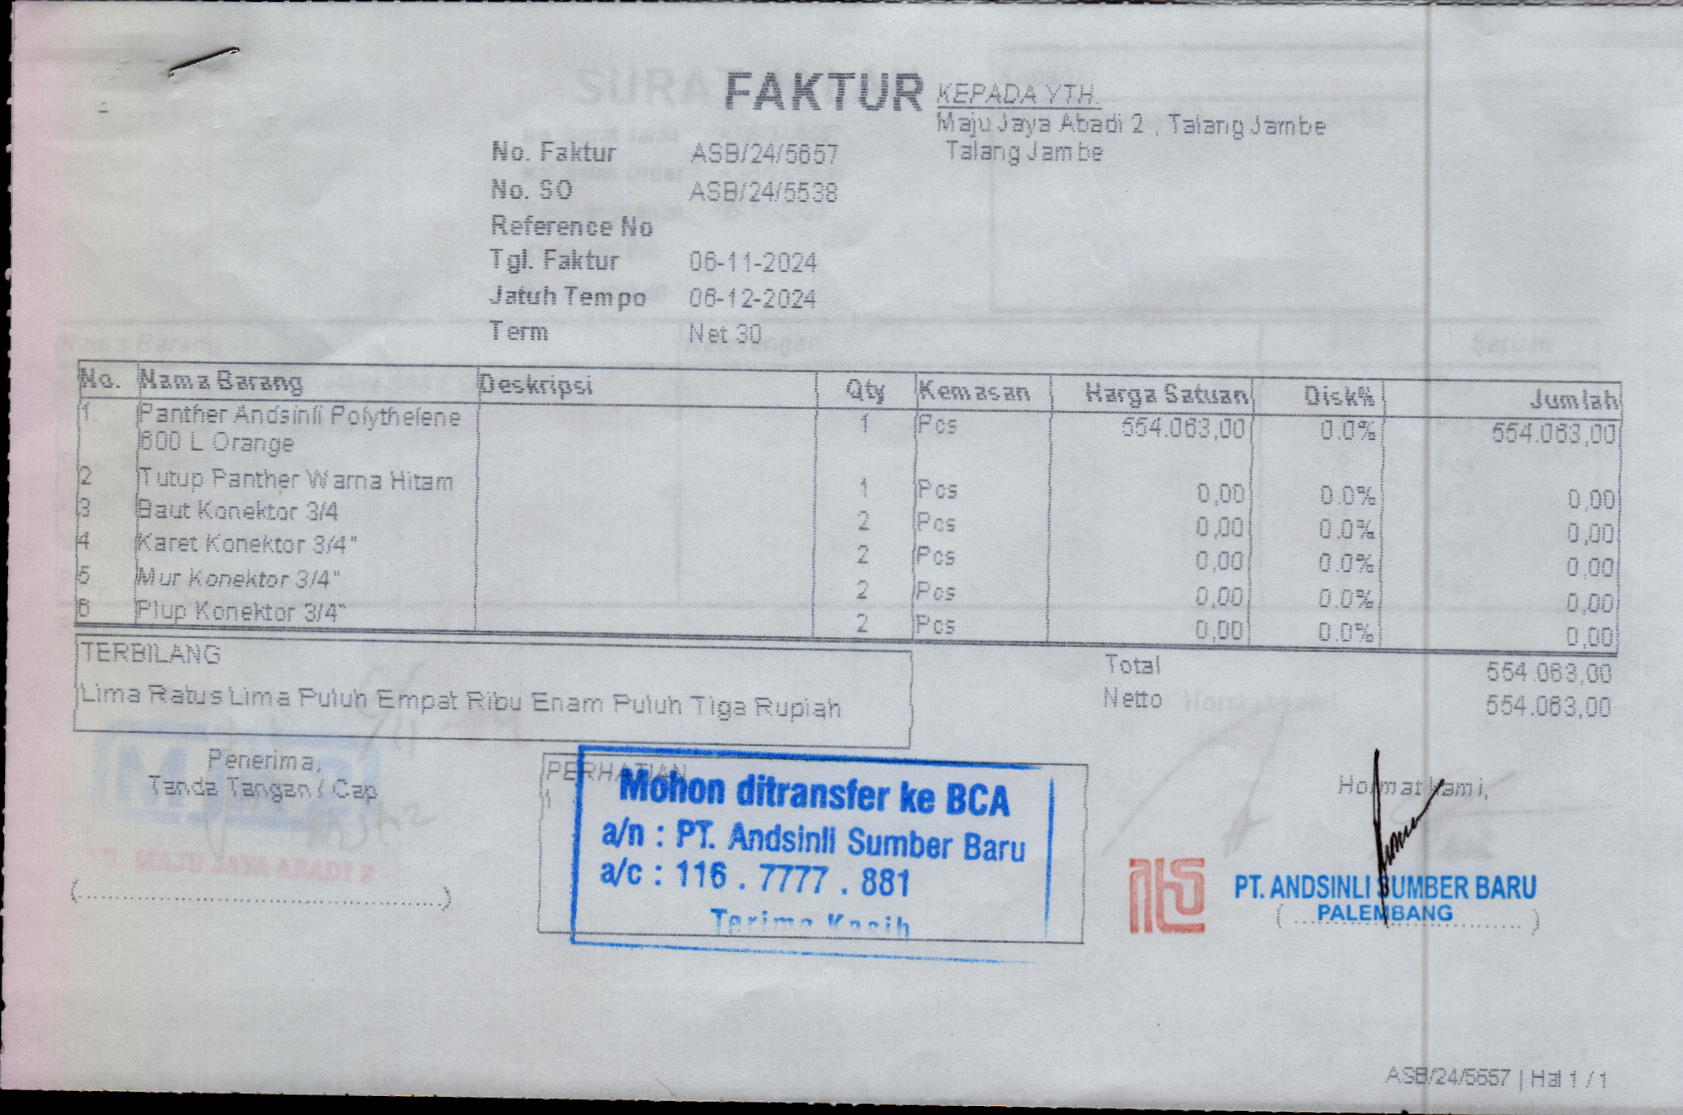 FAKTUR
KEPADA YTH.
Maju Jaya Abadi 2 , Talang Jambe
Talang Jambe
No. Faktur ASB/24/5657
No. SO ASB/24/5538
Reference No
Tgl. Faktur 06-11-2024
Jatuh Tempo 06-12-2024
Term Net 30
No. Nama Barang Deskripsi Qty Kemasan Harga Satuan Disk% Jumlah
1 Panther Andsinli Polythelene 1 Pcs 554.063,00 0.0% 554.063,00
600 L Orange
2 Tutup Panther Warna Hitam 1 Pcs 0,00 0.0% 0,00
3 Baut Konektor 3/4 2 Pcs 0,00 0.0% 0,00
4 Karet Konektor 3/4" 2 Pcs 0,00 0.0% 0,00
5 Mur Konektor 3/4" 2 Pcs 0,00 0.0% 0,00
6 Plup Konektor 3/4" 2 Pcs 0,00 0.0% 0,00
TERBILANG
Lima Ratus Lima Puluh Empat Ribu Enam Puluh Tiga Rupiah
Total 554.063,00
Netto 554.063,00
Penerima,
Tanda Tangan / Cap
(..............................................)
PERHATIAN
Mohon ditransfer ke BCA
a/n : PT. Andsinli Sumber Baru
a/c : 116 . 7777 . 881
Terima Kasih
Hormat kami,
PT. ANDSINLI SUMBER BARU
PALEMBANG
(..............................)
ASB/24/5657 | Hal 1 / 1